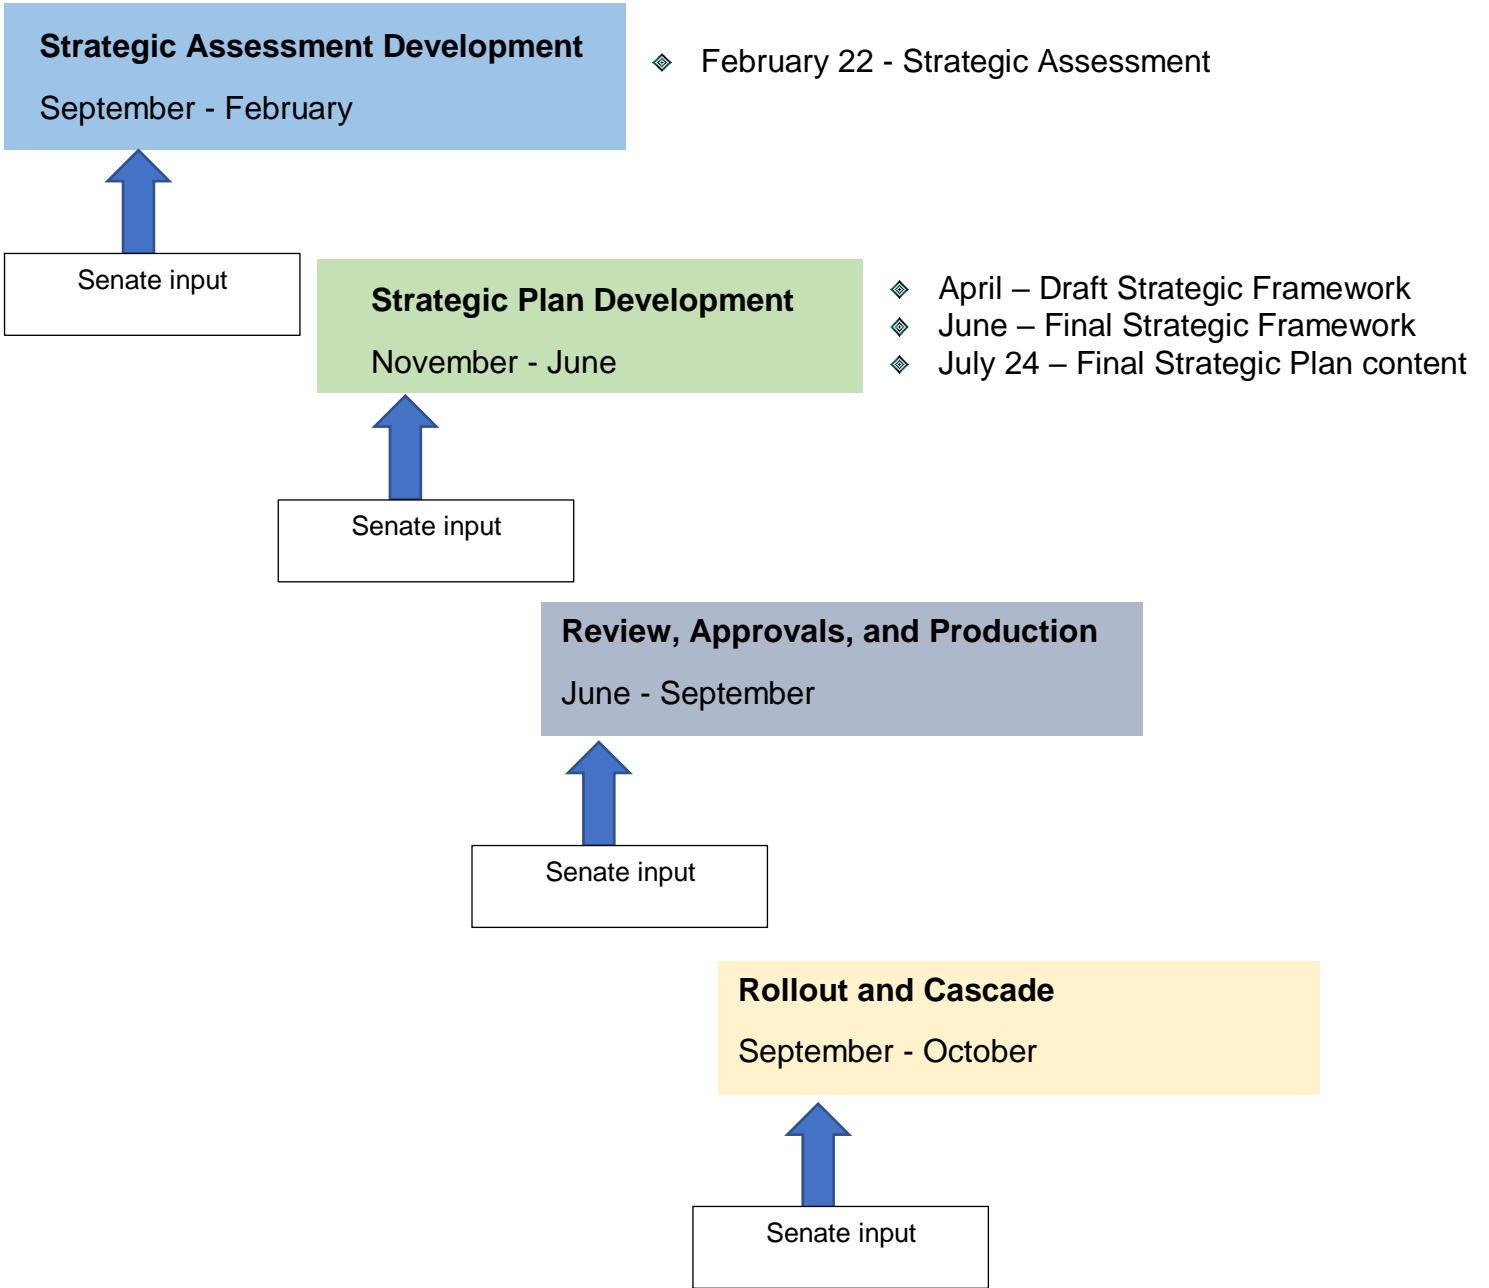 Strategic Assessment Development
September - February
February 22 - Strategic Assessment
Senate input
Strategic Plan Development
November - June
April – Draft Strategic Framework
June – Final Strategic Framework
July 24 – Final Strategic Plan content
Senate input
Review, Approvals, and Production
June - September
Senate input
Rollout and Cascade
September - October
Senate input